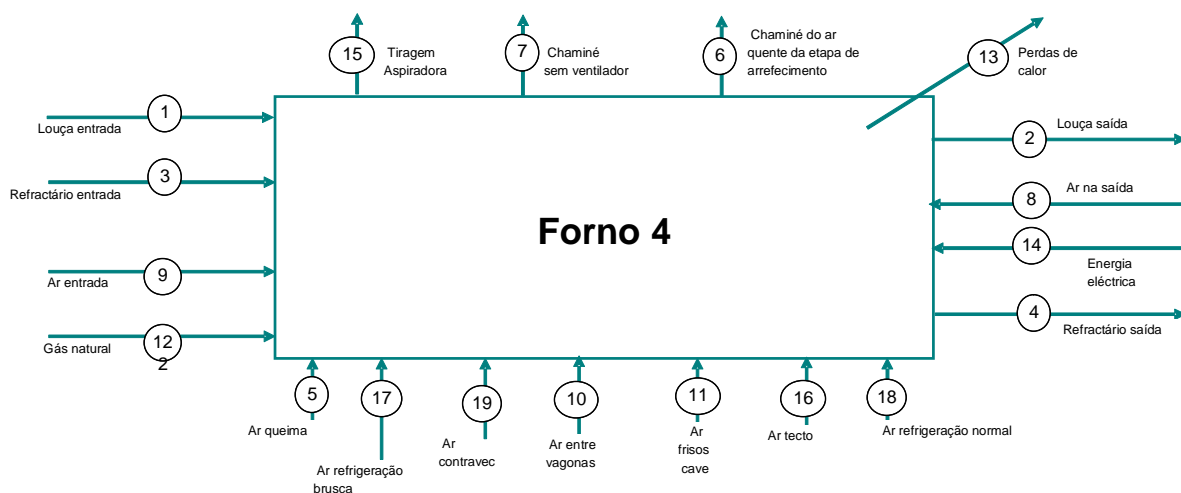 15
Tiragem
Aspiradora
7
Chaminé
sem ventilador
6
Chaminé do ar
quente da etapa de
arrefecimento
13
Perdas de
calor
1
Louça entrada
3
Refractário entrada
9
Ar entrada
12
2
Gás natural
Forno 4
2
Louça saída
8
Ar na saída
14
Energia
eléctrica
4
Refractário saída
5
Ar queima
17
Ar refrigeração
brusca
19
Ar
contravec
10
Ar entre
vagonas
11
Ar
frisos
cave
16
Ar tecto
18
Ar refrigeração normal